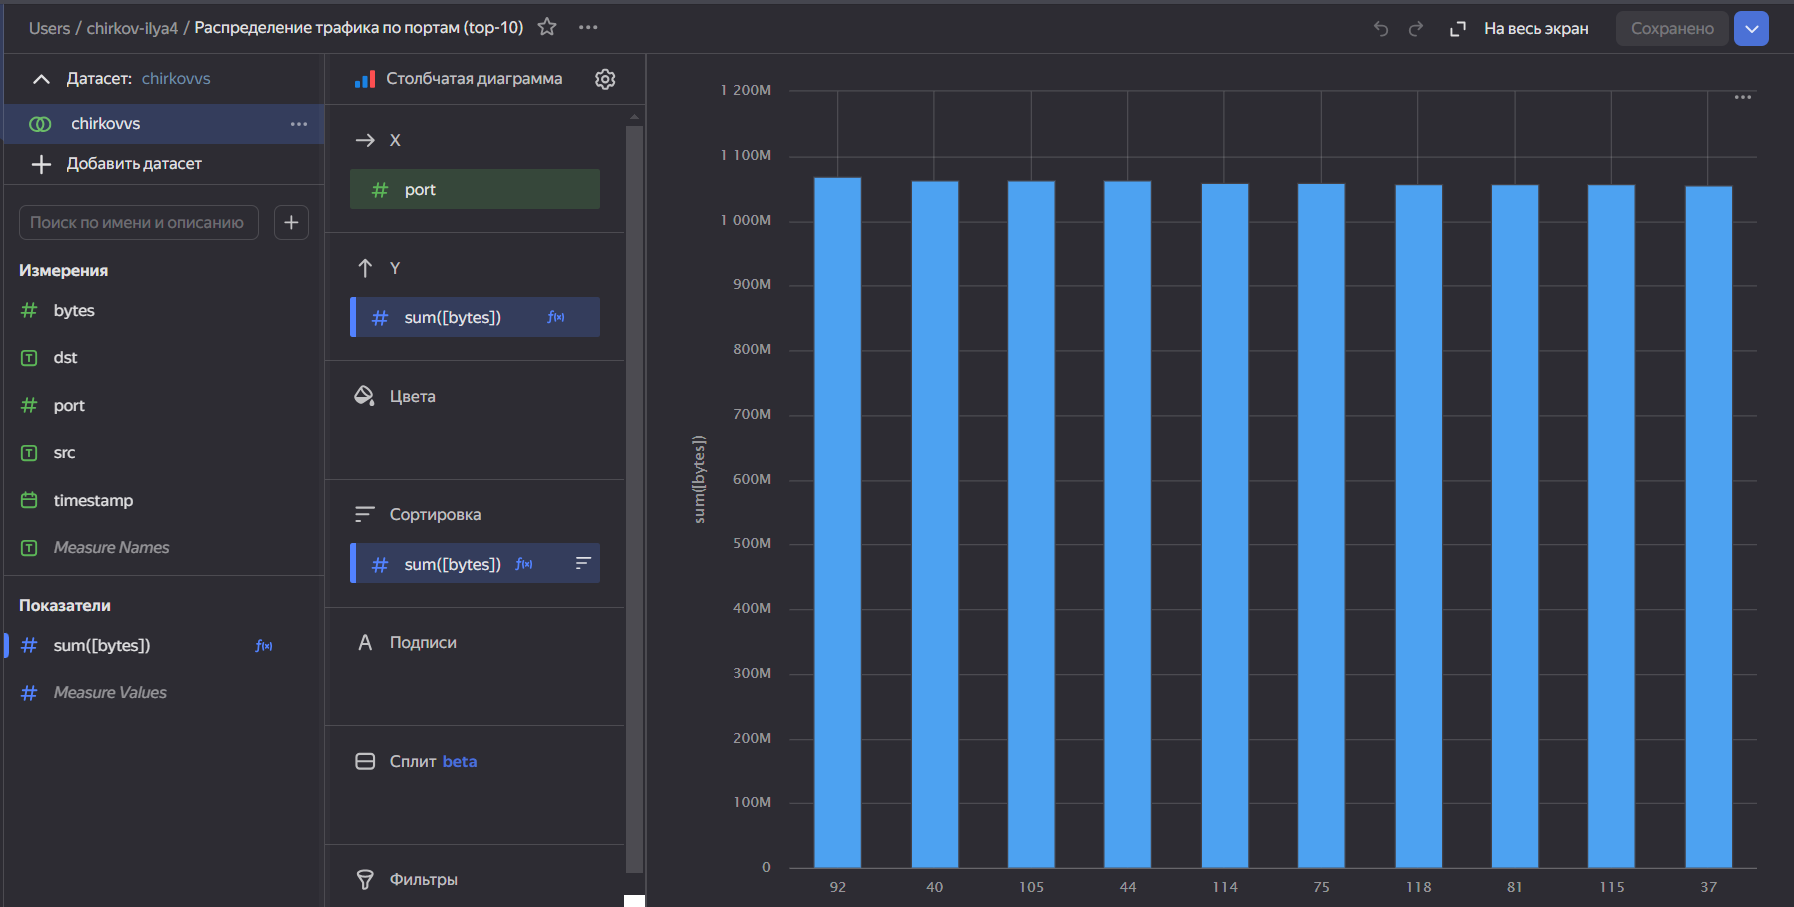 Users / chirkov-ilya4 / Распределение трафика по портам (top-10)
На весь экран
Сохранено
Датасет: chirkovvs
chirkovvs
Добавить датасет
Поиск по имени и описанию
Измерения
bytes
dst
port
src
timestamp
Measure Names
Показатели
sum([bytes])
Measure Values
Столбчатая диаграмма
X
port
Y
sum([bytes])
Цвета
Сортировка
sum([bytes])
Подписи
Сплит beta
Фильтры
sum([bytes])
1 200M
1 100M
1 000M
900M
800M
700M
600M
500M
400M
300M
200M
100M
0
92 40 105 44 114 75 118 81 115 37